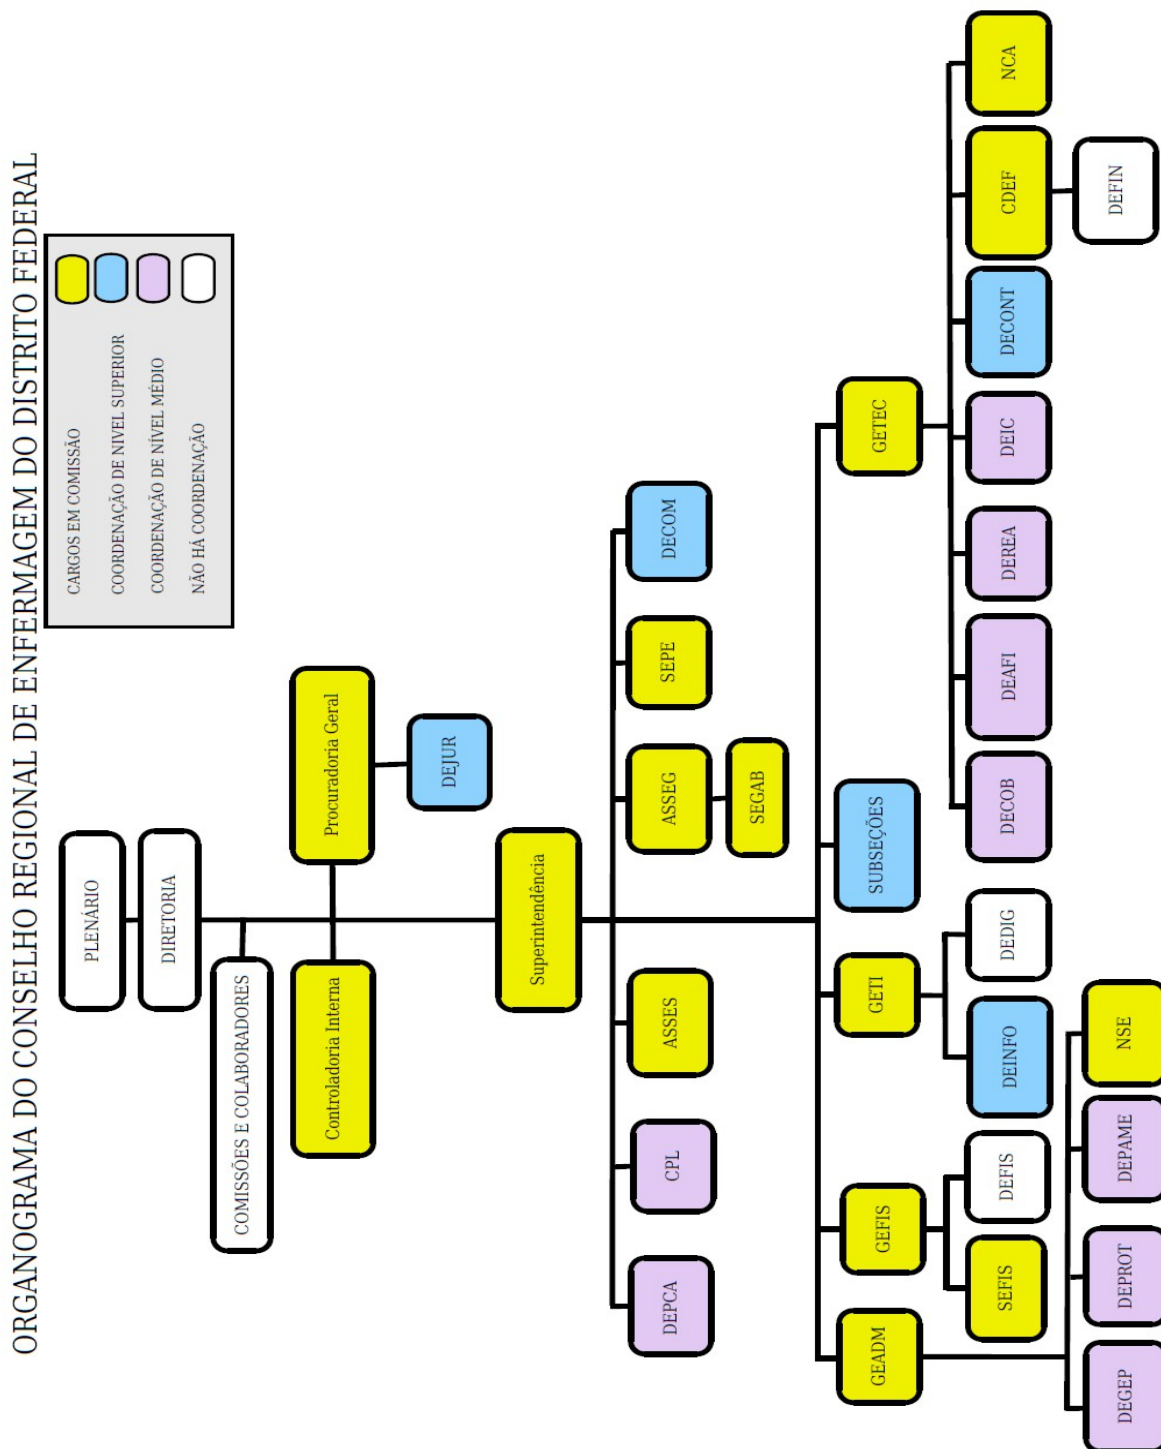 ORGANOGRAMA DO CONSELHO REGIONAL DE ENFERMAGEM DO DISTRITO FEDERAL
CARGOS EM COMISSÃO
COORDENAÇÃO DE NIVEL SUPERIOR
COORDENAÇÃO DE NÍVEL MÉDIO
NÃO HÁ COORDENAÇÃO
PLENÁRIO
DIRETORIA
COMISSÕES E COLABORADORES
Controladoria Interna
Procuradoria Geral
DEJUR
Superintendência
DEPCA
CPL
ASSES
ASSEG
SEPE
DECOM
SEGAB
GEADM
GEFIS
GETI
SUBSEÇÕES
GETEC
SEFIS
DEFIS
DEINFO
DEDIG
DECOB
DEAFI
DEREA
DEIC
DECONT
CDEF
NCA
DEGEP
DEPROT
DEPAME
NSE
DEFIN